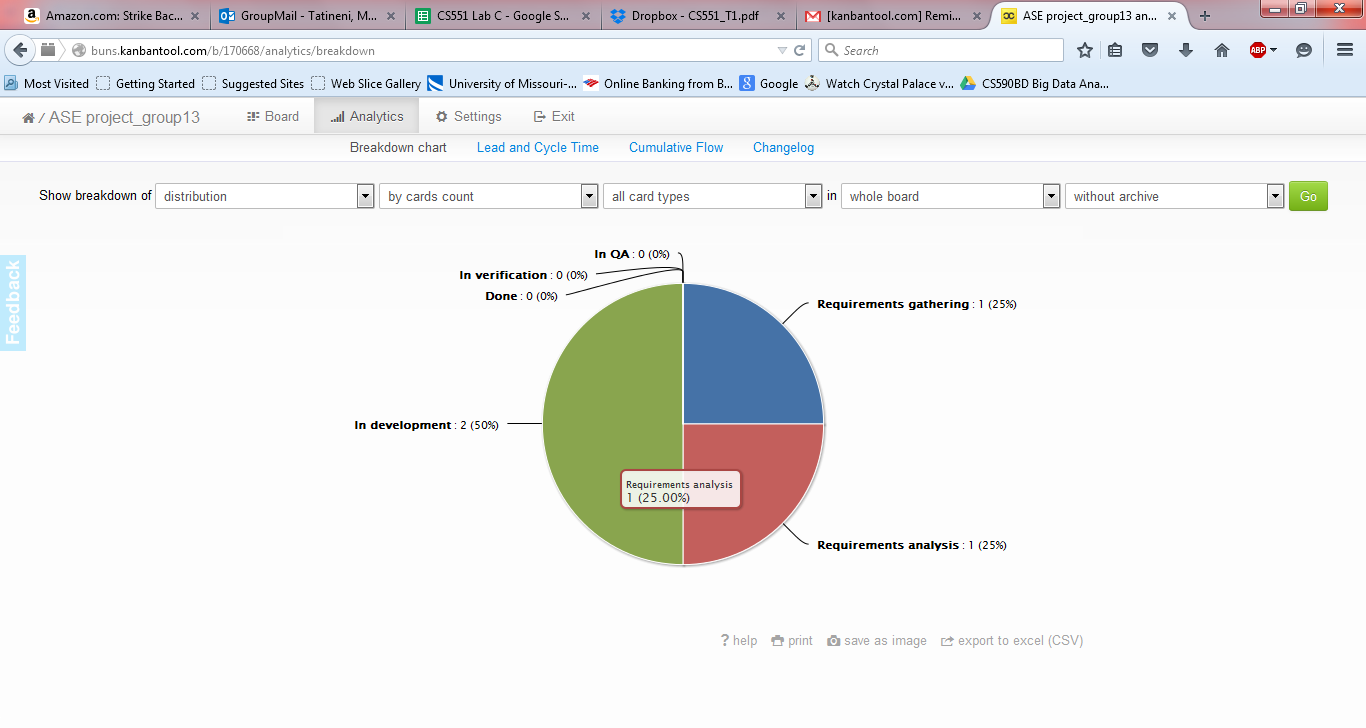 Amazon.com: Strike Bac... GroupMail - Tatineni, M... CS551 Lab C - Google S... Dropbox - CS551_T1.pdf [kanbantool.com] Remi... ASE project_group13 an...
buns.kanbantool.com/b/170668/analytics/breakdown Search ABP
Most Visited Getting Started Suggested Sites Web Slice Gallery University of Missouri-... Online Banking from B... Google Watch Crystal Palace v... CS590BD Big Data Ana...
/ ASE project_group13 Board Analytics Settings Exit
Breakdown chart Lead and Cycle Time Cumulative Flow Changelog
Show breakdown of distribution by cards count all card types in whole board without archive Go
In QA : 0 (0%)
In verification : 0 (0%)
Done : 0 (0%)
Requirements gathering : 1 (25%)
Feedback
In development : 2 (50%)
Requirements analysis
1 (25.00%)
Requirements analysis : 1 (25%)
? help print save as image export to excel (CSV)